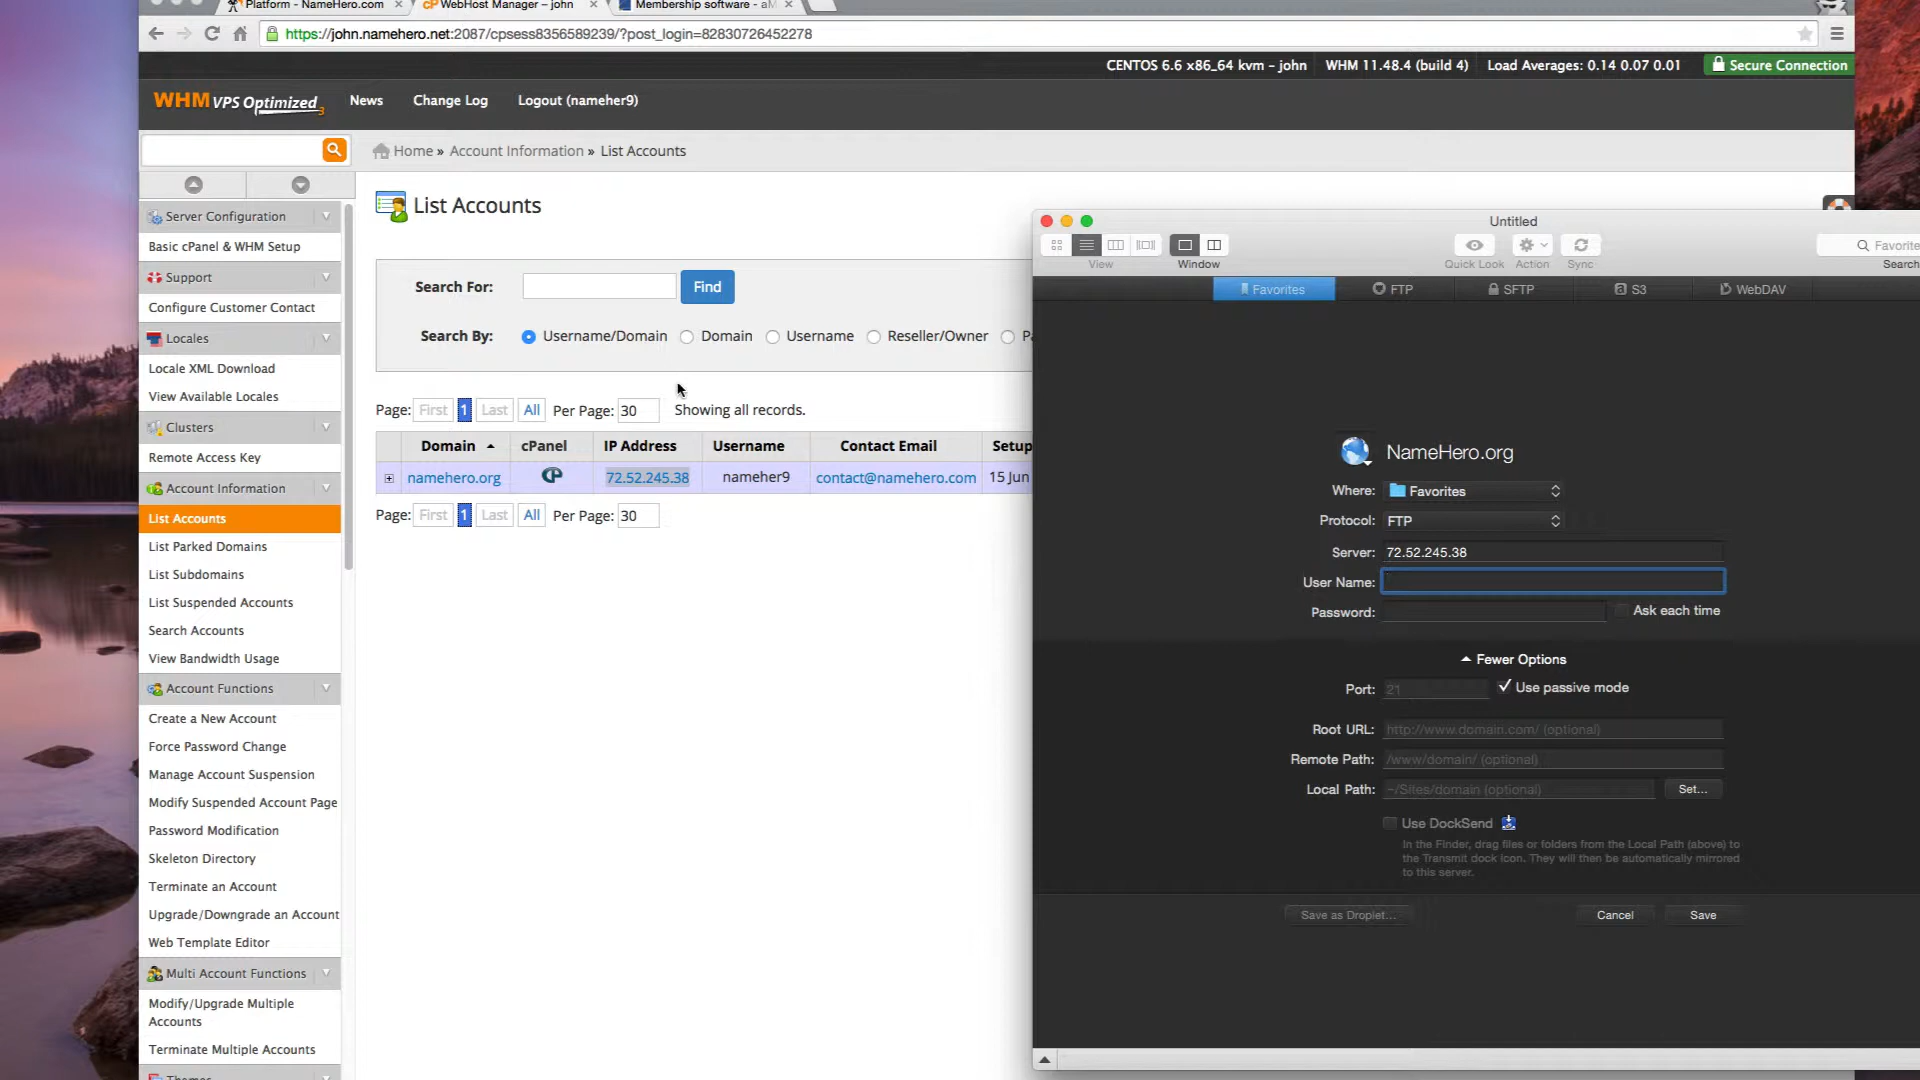 Platform - NameHero.com
WebHost Manager – john
Membership software - aM
https://john.namehero.net:2087/cpsess8356589239/?post_login=82830726452278
CENTOS 6.6 x86_64 kvm – john
WHM 11.48.4 (build 4)
Load Averages: 0.14 0.07 0.01
Secure Connection
WHM VPS Optimized 3
News
Change Log
Logout (nameher9)
Home » Account Information » List Accounts
List Accounts
Server Configuration
Basic cPanel & WHM Setup
Support
Configure Customer Contact
Locales
Locale XML Download
View Available Locales
Clusters
Remote Access Key
Account Information
List Accounts
List Parked Domains
List Subdomains
List Suspended Accounts
Search Accounts
View Bandwidth Usage
Account Functions
Create a New Account
Force Password Change
Manage Account Suspension
Modify Suspended Account Page
Password Modification
Skeleton Directory
Terminate an Account
Upgrade/Downgrade an Account
Web Template Editor
Multi Account Functions
Modify/Upgrade Multiple
Accounts
Terminate Multiple Accounts
Themes
Search For:
Find
Search By: Username/Domain Domain Username Reseller/Owner
Page: First 1 Last All Per Page: 30 Showing all records.
Domain cPanel IP Address Username Contact Email Setup
namehero.org 72.52.245.38 nameher9 contact@namehero.com 15 Jun
Page: First 1 Last All Per Page: 30
Untitled
View
Window
Quick Look
Action
Sync
Favorite
Search
Favorites
FTP
SFTP
S3
WebDAV
NameHero.org
Where: Favorites
Protocol: FTP
Server: 72.52.245.38
User Name:
Password:
Ask each time
Fewer Options
Port: 21
Use passive mode
Root URL: http://www.domain.com/ (optional)
Remote Path: /www/domain/ (optional)
Local Path: ~/Sites/domain (optional)
Set...
Use DockSend
In the Finder, drag files or folders from the Local Path (above) to
the Transmit dock icon. They will then be automatically mirrored
to this server.
Save as Droplet...
Cancel
Save